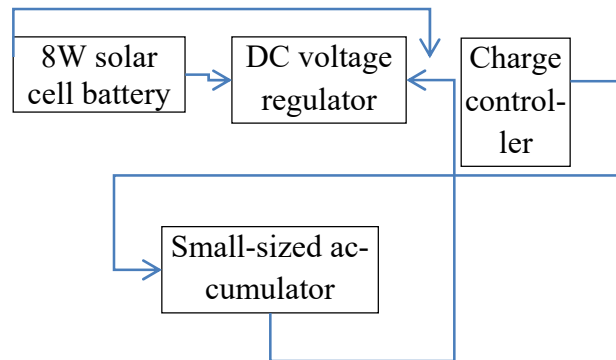 8W solar
cell battery
DC voltage
regulator
Charge
control-
ler
Small-sized ac-
cumulator